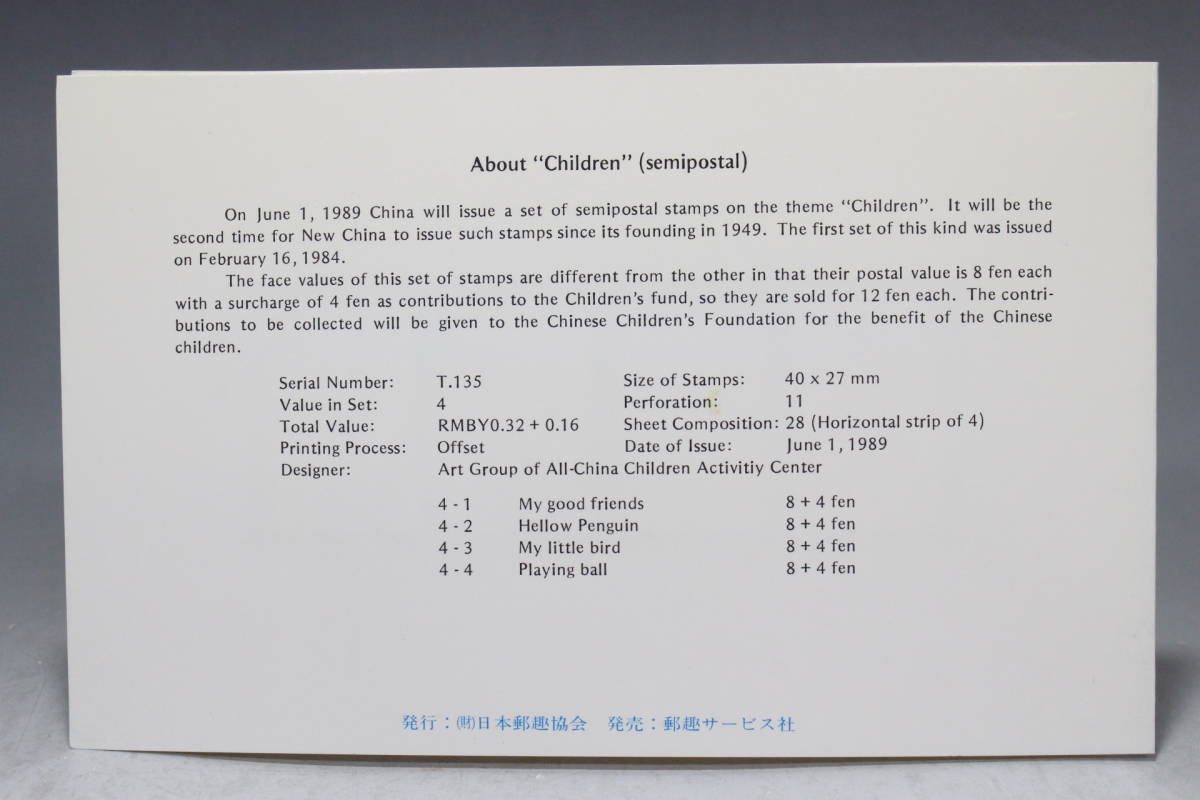 About “Children” (semipostal)
On June 1, 1989 China will issue a set of semipostal stamps on the theme “Children”. It will be the
second time for New China to issue such stamps since its founding in 1949. The first set of this kind was issued
on February 16, 1984.
The face values of this set of stamps are different from the other in that their postal value is 8 fen each
with a surcharge of 4 fen as contributions to the Children’s fund, so they are sold for 12 fen each. The contri-
butions to be collected will be given to the Chinese Children’s Foundation for the benefit of the Chinese
children.
Serial Number: T.135 Size of Stamps: 40 x 27 mm
Value in Set: 4 Perforation: 11
Total Value: RMBY0.32 + 0.16 Sheet Composition: 28 (Horizontal strip of 4)
Printing Process: Offset Date of Issue: June 1, 1989
Designer: Art Group of All-China Children Activitiy Center
4 - 1 My good friends 8 + 4 fen
4 - 2 Hellow Penguin 8 + 4 fen
4 - 3 My little bird 8 + 4 fen
4 - 4 Playing ball 8 + 4 fen
発行：㈶日本郵趣協会 発売：郵趣サービス社